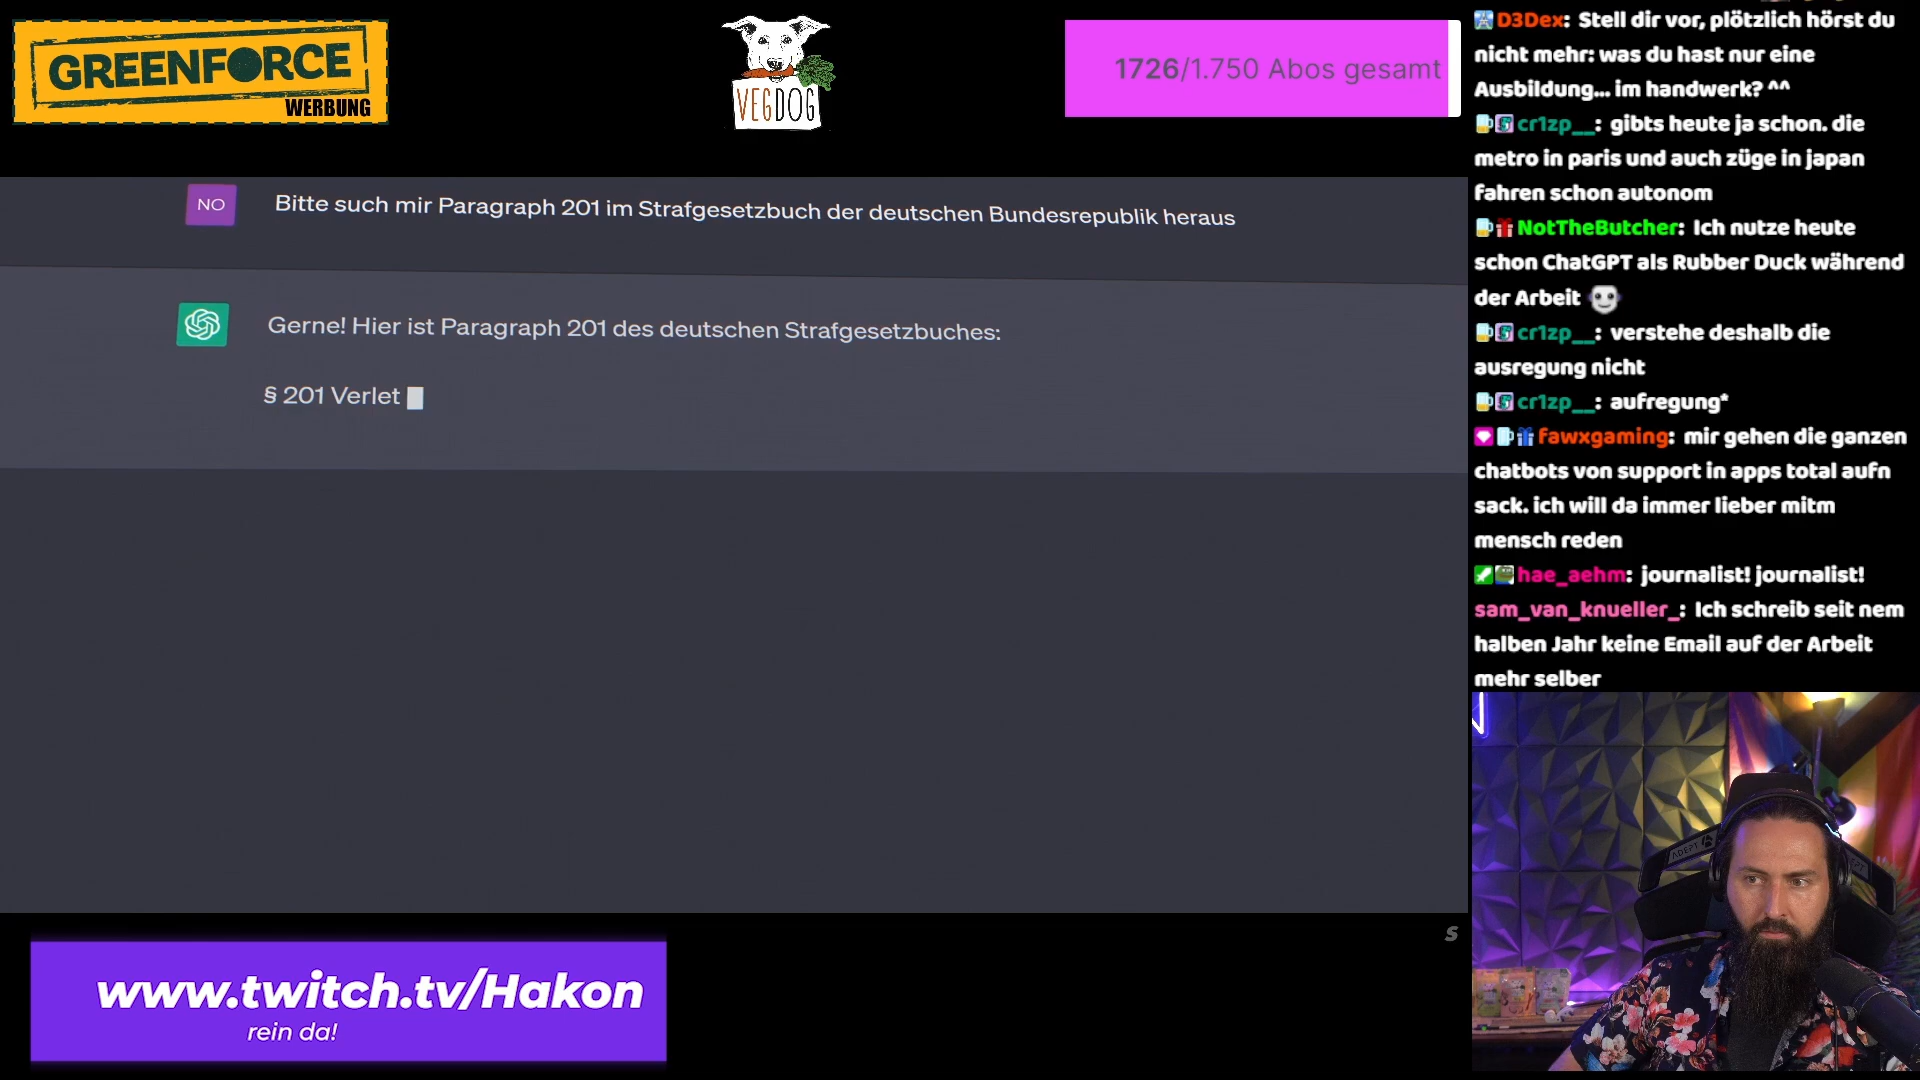 GREENFORCE
WERBUNG
VEGDOG
1726/1.750 Abos gesamt
NO
Bitte such mir Paragraph 201 im Strafgesetzbuch der deutschen Bundesrepublik heraus
Gerne! Hier ist Paragraph 201 des deutschen Strafgesetzbuches:
§ 201 Verlet
S
www.twitch.tv/Hakon
rein da!
D3Dex: Stell dir vor, plötzlich hörst du
nicht mehr: was du hast nur eine
Ausbildung... im handwerk? ^^
cr1zp__: gibts heute ja schon. die
metro in paris und auch züge in japan
fahren schon autonom
NotTheButcher: Ich nutze heute
schon ChatGPT als Rubber Duck während
der Arbeit
cr1zp__: verstehe deshalb die
ausregung nicht
cr1zp__: aufregung*
fawxgaming: mir gehen die ganzen
chatbots von support in apps total aufn
sack. ich will da immer lieber mitm
mensch reden
hae_aehm: journalist! journalist!
sam_van_knueller_: Ich schreib seit nem
halben Jahr keine Email auf der Arbeit
mehr selber
ADEPT